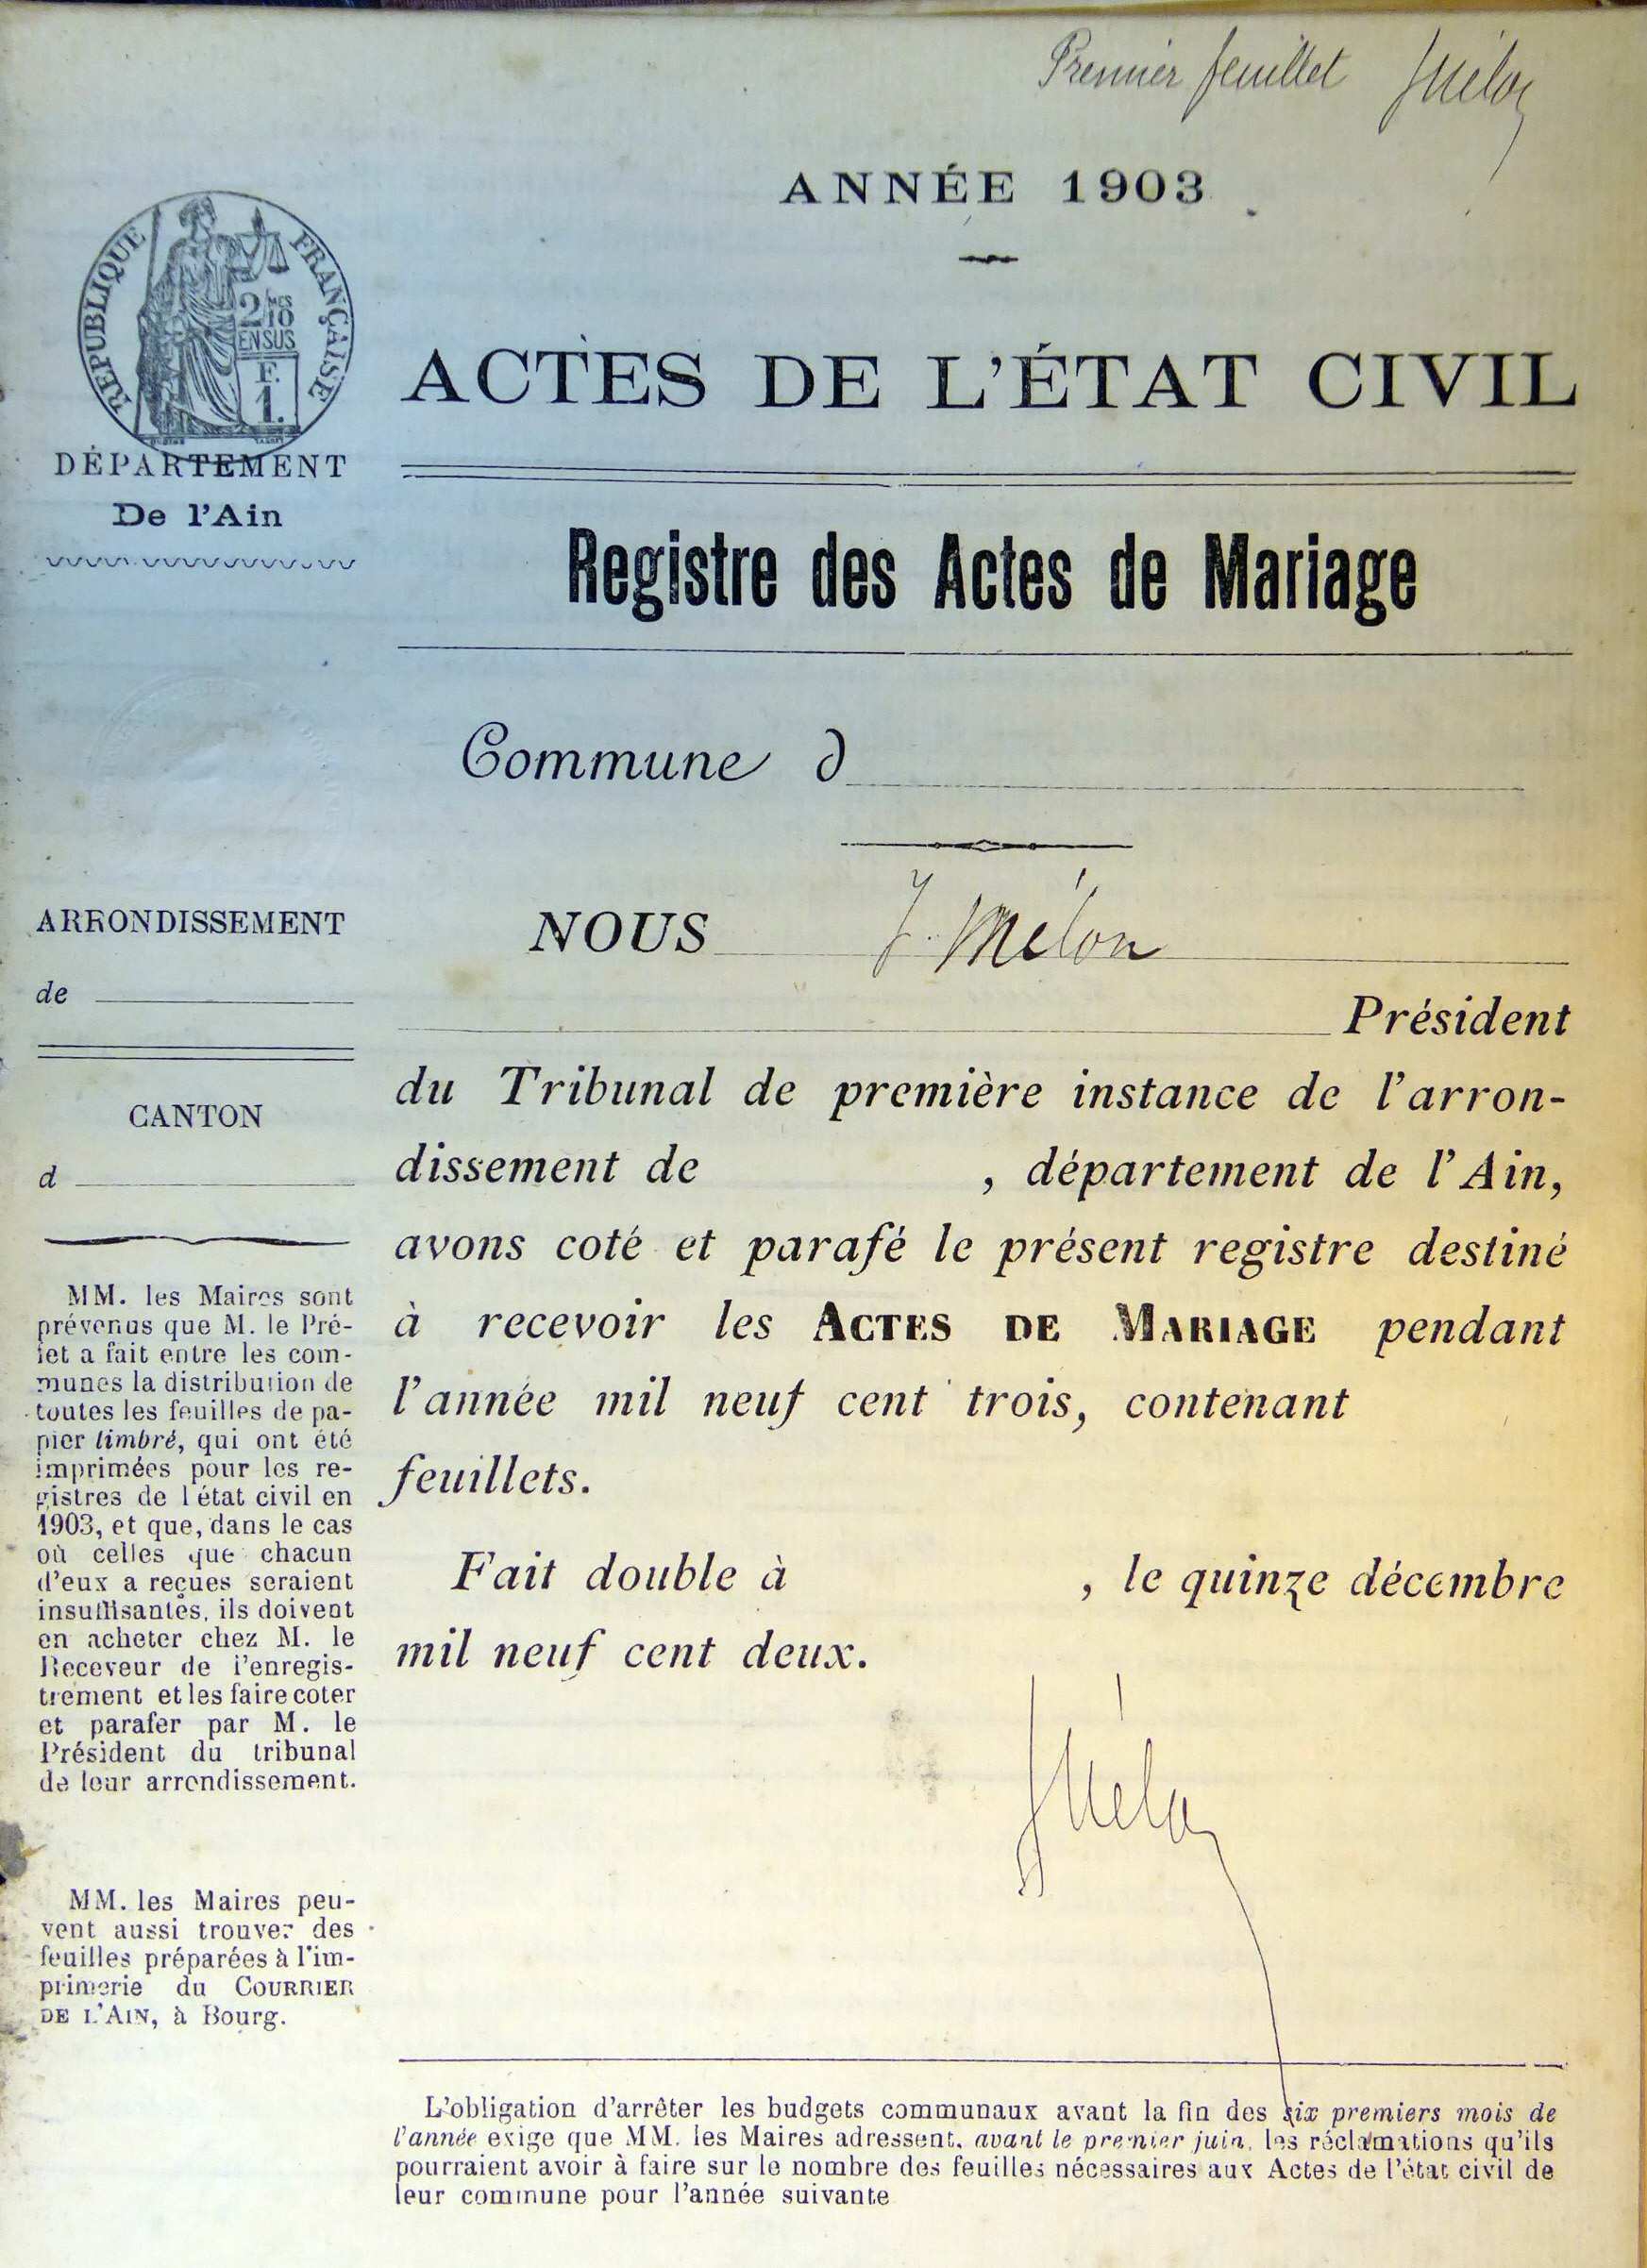 Premier feuillet JMélon
ANNÉE 1903
RÉPUBLIQUE FRANÇAISE
2 MES
10
EN SUS
F.
1.
DÉPARTEMENT
De l'Ain
ACTES DE L'ÉTAT CIVIL
Registre des Actes de Mariage
Commune d
ARRONDISSEMENT
de
CANTON
d
MM. les Maires sont
prévenus que M. le Pré-
fet a fait entre les com-
munes la distribution de
toutes les feuilles de pa-
pier timbré, qui ont été
imprimées pour les re-
gistres de l'état civil en
1903, et que, dans le cas
où celles que chacun
d'eux a reçues seraient
insuffisantes, ils doivent
en acheter chez M. le
Receveur de l'enregis-
trement et les faire coter
et parafer par M. le
Président du tribunal
de leur arrondissement.
MM. les Maires peu-
vent aussi trouver des
feuilles préparées à l'im-
primerie du COURRIER
DE L'AIN, à Bourg.
NOUS J. Mélon
Président
du Tribunal de première instance de l'arron-
dissement de , département de l'Ain,
avons coté et parafé le présent registre destiné
à recevoir les ACTES DE MARIAGE pendant
l'année mil neuf cent trois, contenant
feuillets.
Fait double à , le quinze décembre
mil neuf cent deux.
JMélon
L'obligation d'arrêter les budgets communaux avant la fin des six premiers mois de
l'année exige que MM. les Maires adressent, avant le premier juin, les réclamations qu'ils
pourraient avoir à faire sur le nombre des feuilles nécessaires aux Actes de l'état civil de
leur commune pour l'année suivante